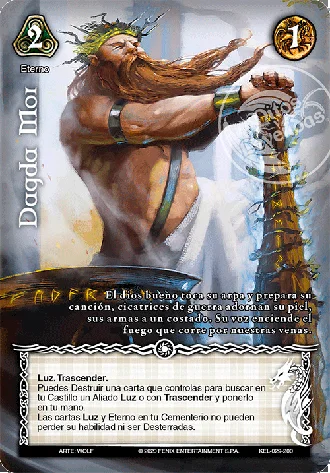 2
1
Eterno
Dagda Mor
El dios bueno toca su arpa y prepara su
canción, cicatrices de guerra adornan su piel,
sus armas a un costado. Su voz enciende el
fuego que corre por nuestras venas.
Luz. Trascender.
Puedes Destruir una carta que controlas para buscar en
tu Castillo un Aliado Luz o con Trascender y ponerlo
en tu mano.
Las cartas Luz y Eterno en tu Cementerio no pueden
perder su habilidad ni ser Desterradas.
ARTE: WOLF
© 2023 FENIX ENTERTAINMENT S.P.A.